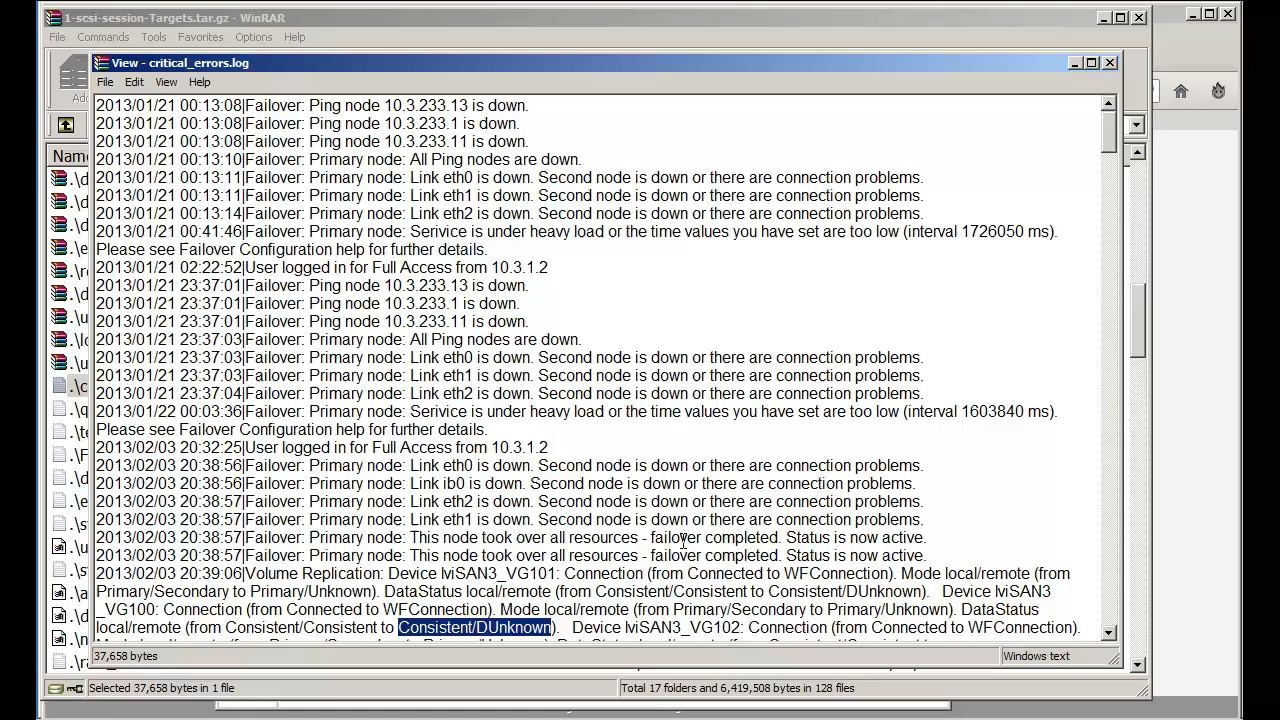 1-scsi-session-Targets.tar.gz - WinRAR
File Commands Tools Favorites Options Help
View - critical_errors.log
File Edit View Help
2013/01/21 00:13:08|Failover: Ping node 10.3.233.13 is down.
2013/01/21 00:13:08|Failover: Ping node 10.3.233.1 is down.
2013/01/21 00:13:08|Failover: Ping node 10.3.233.11 is down.
2013/01/21 00:13:10|Failover: Primary node: All Ping nodes are down.
2013/01/21 00:13:11|Failover: Primary node: Link eth0 is down. Second node is down or there are connection problems.
2013/01/21 00:13:11|Failover: Primary node: Link eth1 is down. Second node is down or there are connection problems.
2013/01/21 00:13:14|Failover: Primary node: Link eth2 is down. Second node is down or there are connection problems.
2013/01/21 00:41:46|Failover: Primary node: Serivice is under heavy load or the time values you have set are too low (interval 1726050 ms).
Please see Failover Configuration help for further details.
2013/01/21 02:22:52|User logged in for Full Access from 10.3.1.2
2013/01/21 23:37:01|Failover: Ping node 10.3.233.13 is down.
2013/01/21 23:37:01|Failover: Ping node 10.3.233.1 is down.
2013/01/21 23:37:01|Failover: Ping node 10.3.233.11 is down.
2013/01/21 23:37:03|Failover: Primary node: All Ping nodes are down.
2013/01/21 23:37:03|Failover: Primary node: Link eth0 is down. Second node is down or there are connection problems.
2013/01/21 23:37:03|Failover: Primary node: Link eth1 is down. Second node is down or there are connection problems.
2013/01/21 23:37:04|Failover: Primary node: Link eth2 is down. Second node is down or there are connection problems.
2013/01/22 00:03:36|Failover: Primary node: Serivice is under heavy load or the time values you have set are too low (interval 1603840 ms).
Please see Failover Configuration help for further details.
2013/02/03 20:32:25|User logged in for Full Access from 10.3.1.2
2013/02/03 20:38:56|Failover: Primary node: Link eth0 is down. Second node is down or there are connection problems.
2013/02/03 20:38:56|Failover: Primary node: Link ib0 is down. Second node is down or there are connection problems.
2013/02/03 20:38:57|Failover: Primary node: Link eth2 is down. Second node is down or there are connection problems.
2013/02/03 20:38:57|Failover: Primary node: Link eth1 is down. Second node is down or there are connection problems.
2013/02/03 20:38:57|Failover: Primary node: This node took over all resources - failover completed. Status is now active.
2013/02/03 20:38:57|Failover: Primary node: This node took over all resources - failover completed. Status is now active.
2013/02/03 20:39:06|Volume Replication: Device lviSAN3_VG101: Connection (from Connected to WFConnection). Mode local/remote (from
Primary/Secondary to Primary/Unknown). DataStatus local/remote (from Consistent/Consistent to Consistent/DUnknown). Device lviSAN3
_VG100: Connection (from Connected to WFConnection). Mode local/remote (from Primary/Secondary to Primary/Unknown). DataStatus
local/remote (from Consistent/Consistent to Consistent/DUnknown). Device lviSAN3_VG102: Connection (from Connected to WFConnection).
37,658 bytes
Windows text
Selected 37,658 bytes in 1 file
Total 17 folders and 6,419,508 bytes in 128 files